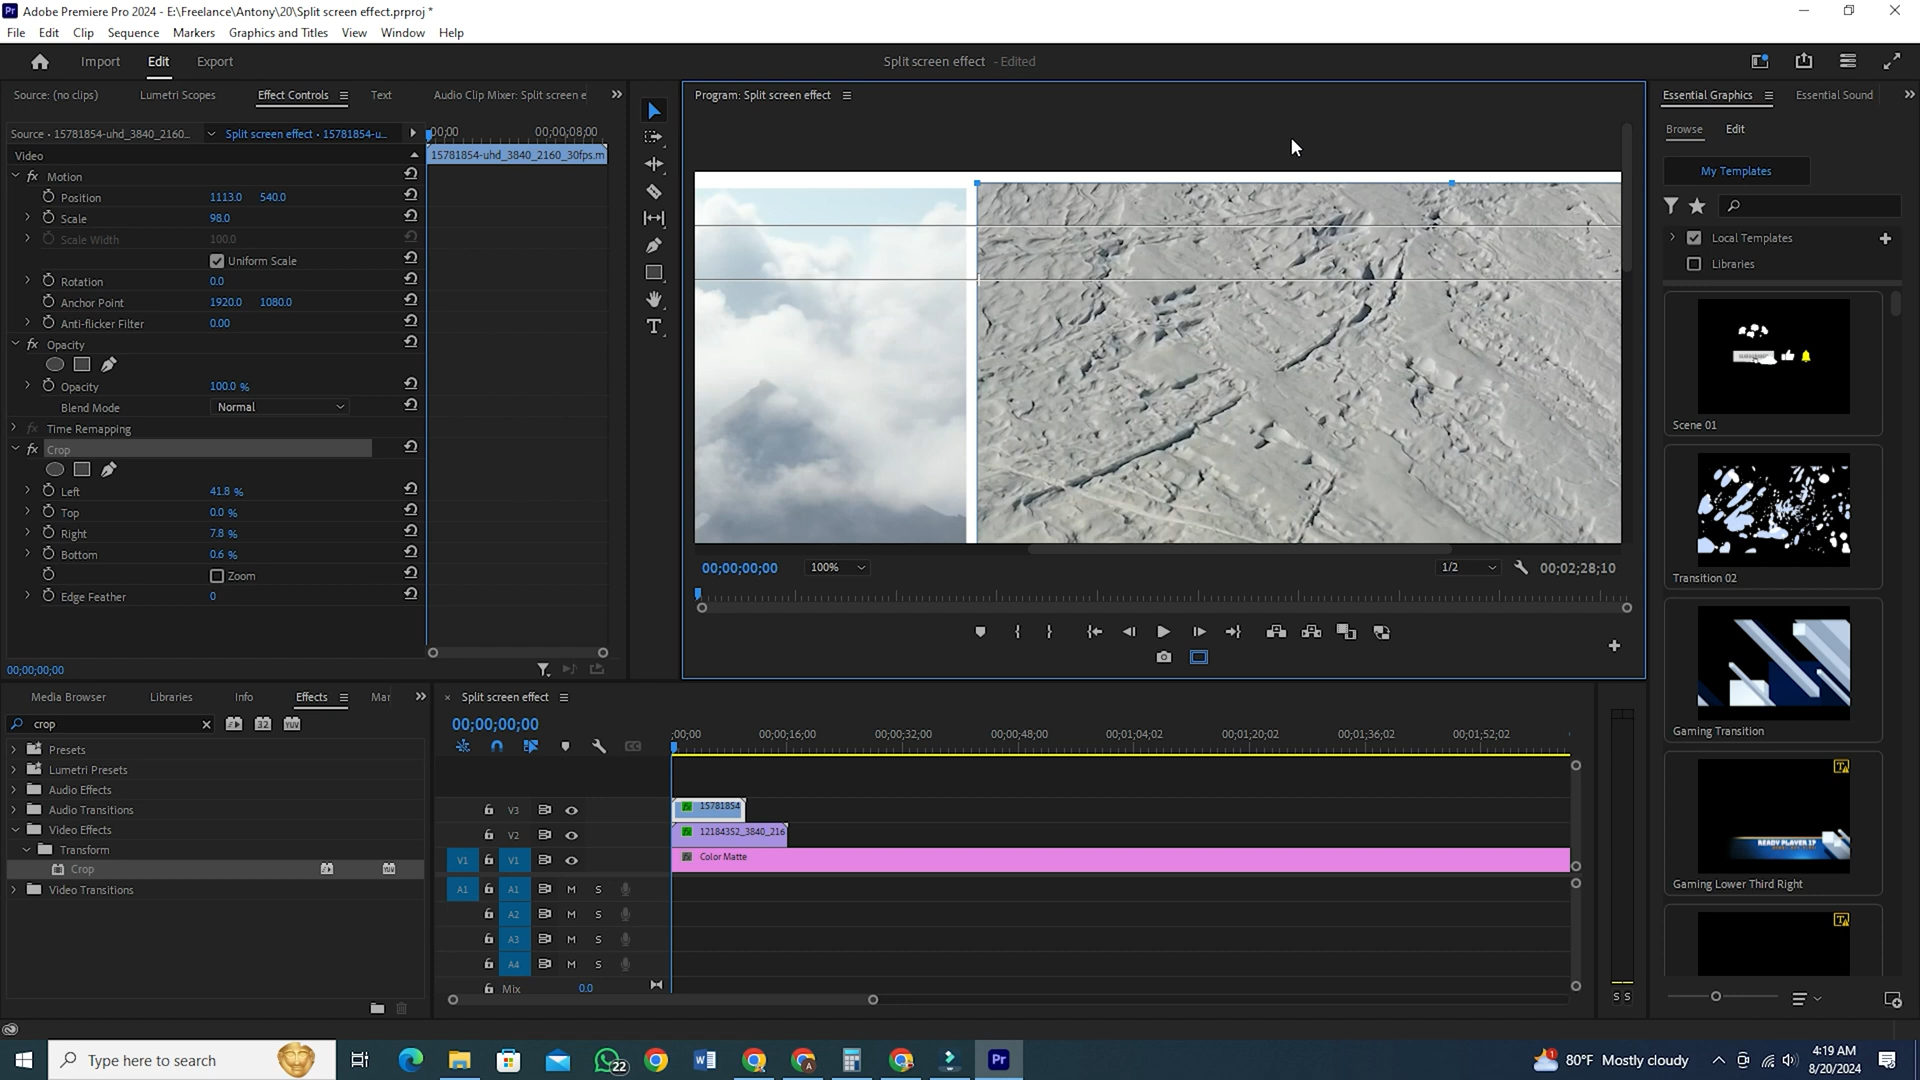 Adobe Premiere Pro 2024 - E:\Freelance\Antony\20\Split screen effect.prproj *
File Edit Clip Sequence Markers Graphics and Titles View Window Help
Import Edit Export
Split screen effect - Edited
Source: (no clips) Lumetri Scopes Effect Controls Text Audio Clip Mixer: Split screen e
Source • 15781854-uhd_3840_2160... Split screen effect • 15781854-u...
;00;00 00;00;08;00
Video
15781854-uhd_3840_2160_30fps.m
fx Motion
Position 1113.0 540.0
Scale 98.0
Scale Width 100.0
Uniform Scale
Rotation 0.0
Anchor Point 1920.0 1080.0
Anti-flicker Filter 0.00
fx Opacity
Opacity 100.0 %
Blend Mode Normal
fx Time Remapping
fx Crop
Left 41.8 %
Top 0.0 %
Right 7.8 %
Bottom 0.6 %
Zoom
Edge Feather 0
00;00;00;00
Program: Split screen effect
00;00;00;00 100% 1/2 00;02;28;10
Essential Graphics Essential Sound
Browse Edit
My Templates
Local Templates
Libraries
Scene 01
Transition 02
Gaming Transition
READY PLAYER 1?
Gaming Lower Third Right
Media Browser Libraries Info Effects Mar
crop 32 YUV
Presets
Lumetri Presets
Audio Effects
Audio Transitions
Video Effects
Transform
Crop
Video Transitions
Split screen effect
00;00;00;00
;00;00 00;00;16;00 00;00;32;00 00;00;48;00 00;01;04;02 00;01;20;02 00;01;36;02 00;01;52;02
V3 15781854
V2 12184352_3840_216
V1 V1 Color Matte
A1 A1 M S
A2 M S
A3 M S
A4 M S
Mix 0.0
S S
Type here to search
22
80°F Mostly cloudy
4:19 AM
8/20/2024